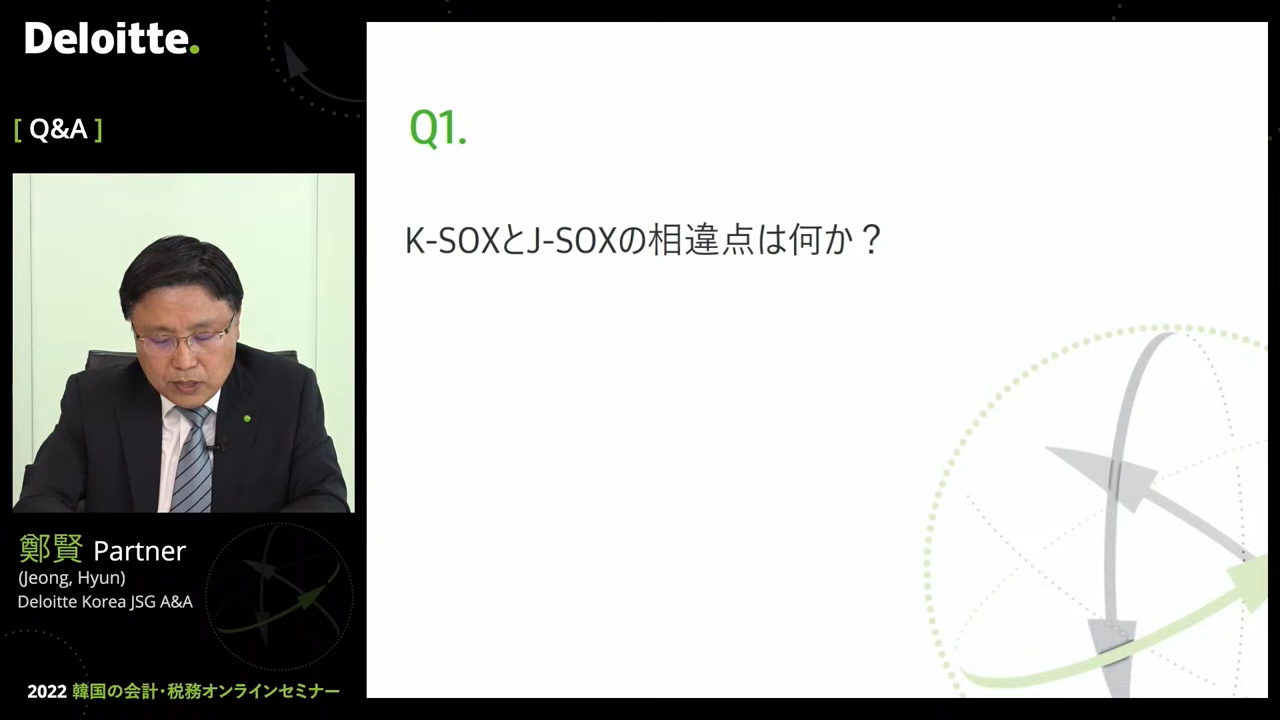 Deloitte.
[ Q&A ]
Q1.
K-SOXとJ-SOXの相違点は何か？
鄭賢 Partner
(Jeong, Hyun)
Deloitte Korea JSG A&A
2022 韓国の会計・税務オンラインセミナー